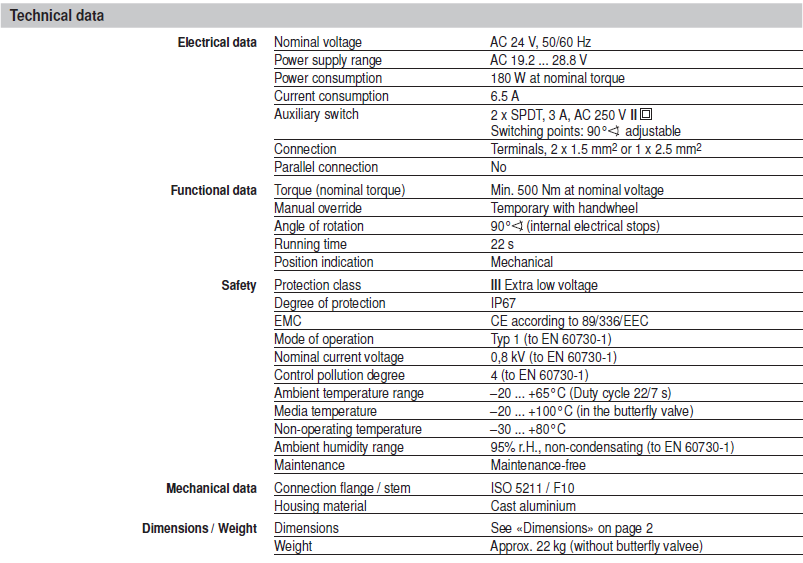 Technical data
Electrical data Nominal voltage AC 24 V, 50/60 Hz
Power supply range AC 19.2 ... 28.8 V
Power consumption 180 W at nominal torque
Current consumption 6.5 A
Auxiliary switch 2 x SPDT, 3 A, AC 250 V II
Switching points: 90°∢ adjustable
Connection Terminals, 2 x 1.5 mm² or 1 x 2.5 mm²
Parallel connection No
Functional data Torque (nominal torque) Min. 500 Nm at nominal voltage
Manual override Temporary with handwheel
Angle of rotation 90°∢ (internal electrical stops)
Running time 22 s
Position indication Mechanical
Safety Protection class III Extra low voltage
Degree of protection IP67
EMC CE according to 89/336/EEC
Mode of operation Typ 1 (to EN 60730-1)
Nominal current voltage 0,8 kV (to EN 60730-1)
Control pollution degree 4 (to EN 60730-1)
Ambient temperature range –20 ... +65°C (Duty cycle 22/7 s)
Media temperature –20 ... +100°C (in the butterfly valve)
Non-operating temperature –30 ... +80°C
Ambient humidity range 95% r.H., non-condensating (to EN 60730-1)
Maintenance Maintenance-free
Mechanical data Connection flange / stem ISO 5211 / F10
Housing material Cast aluminium
Dimensions / Weight Dimensions See «Dimensions» on page 2
Weight Approx. 22 kg (without butterfly valvee)